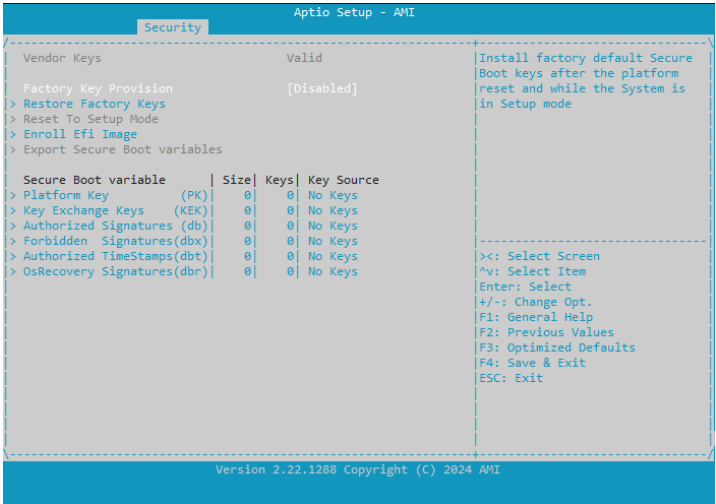 Aptio Setup - AMI
Security
Vendor Keys Valid
Factory Key Provision [Disabled]
> Restore Factory Keys
> Reset To Setup Mode
> Enroll Efi Image
> Export Secure Boot variables
Secure Boot variable | Size| Keys| Key Source
> Platform Key (PK)| 0| 0| No Keys
> Key Exchange Keys (KEK)| 0| 0| No Keys
> Authorized Signatures (db)| 0| 0| No Keys
> Forbidden Signatures(dbx)| 0| 0| No Keys
> Authorized TimeStamps(dbt)| 0| 0| No Keys
> OsRecovery Signatures(dbr)| 0| 0| No Keys
Install factory default Secure
Boot keys after the platform
reset and while the System is
in Setup mode
><: Select Screen
^v: Select Item
Enter: Select
+/-: Change Opt.
F1: General Help
F2: Previous Values
F3: Optimized Defaults
F4: Save & Exit
ESC: Exit
Version 2.22.1288 Copyright (C) 2024 AMI